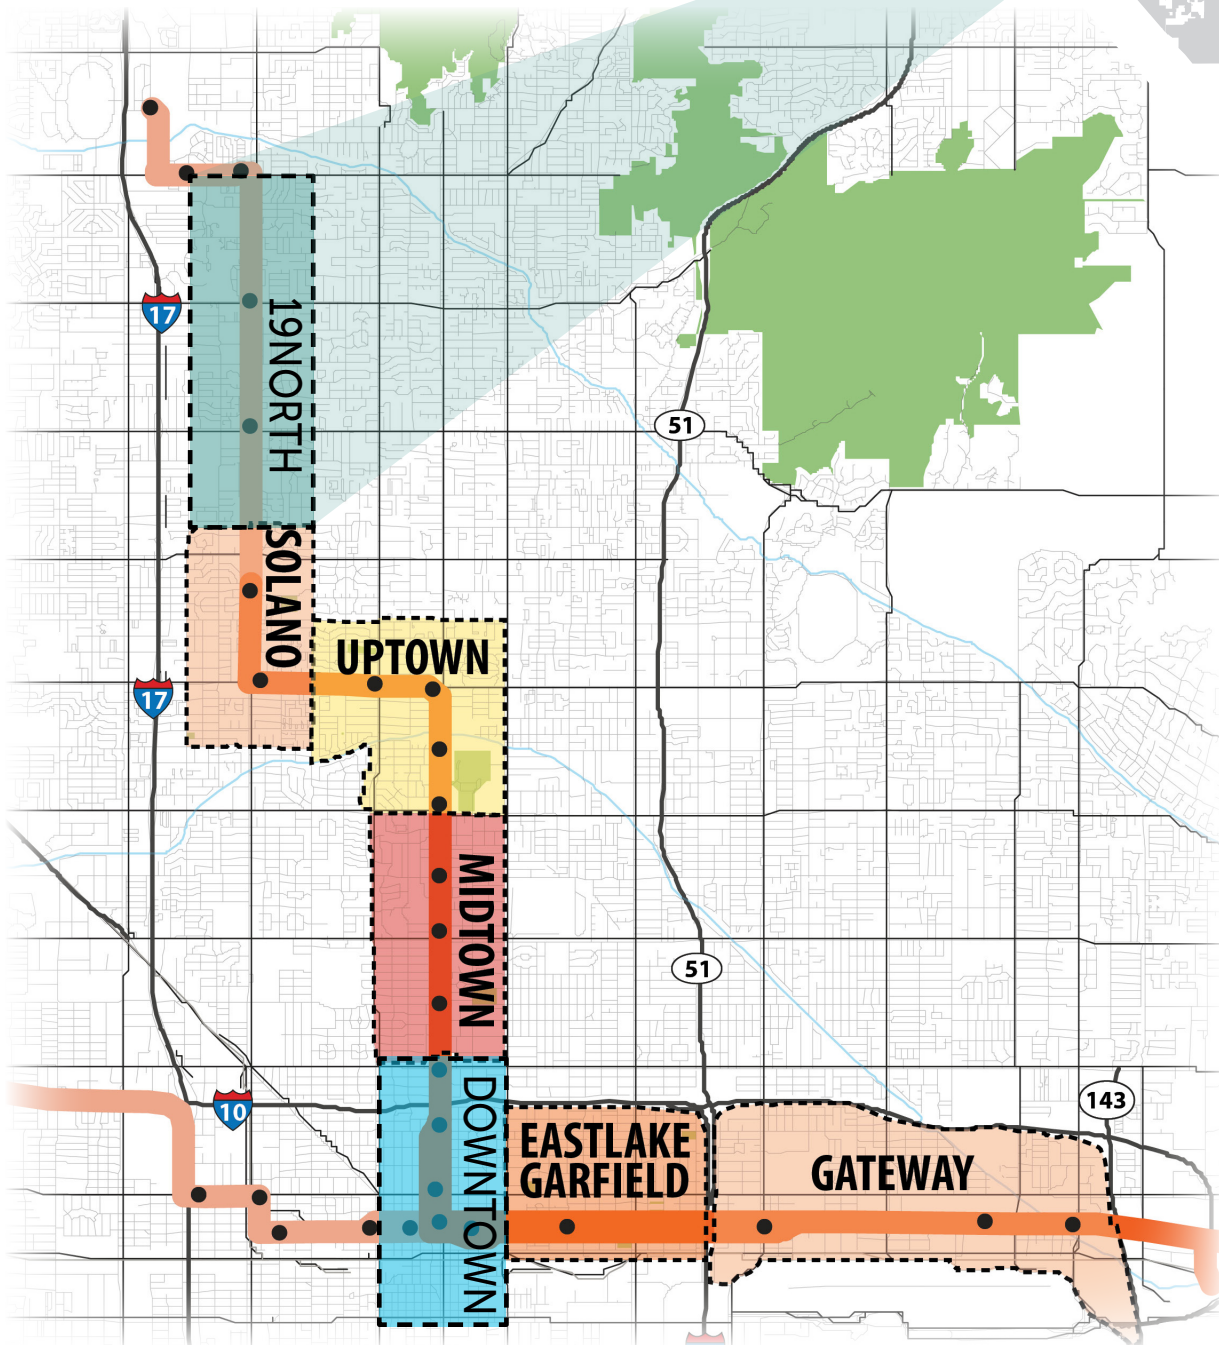 17
19NORTH
51
SOLANO
UPTOWN
17
MIDTOWN
51
DOWNTOWN
10
143
EASTLAKE
GARFIELD
GATEWAY